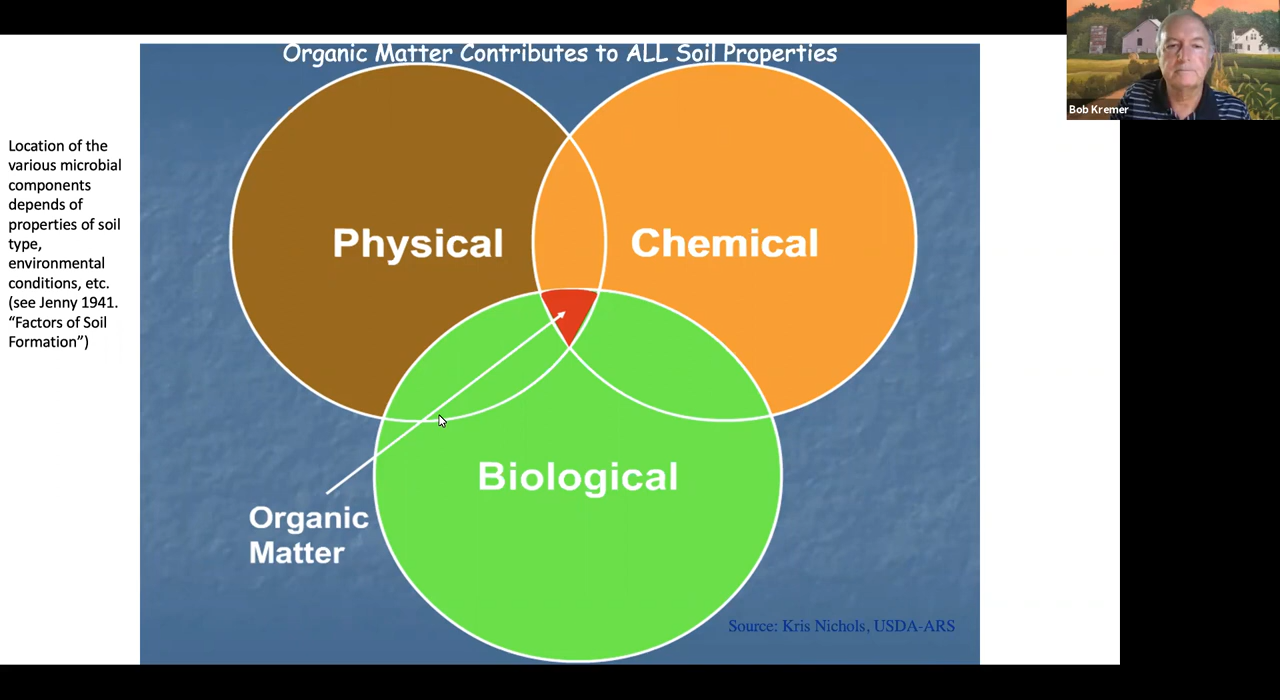 Organic Matter Contributes to ALL Soil Properties
Bob Kremer
Location of the
various microbial
components
depends of
properties of soil
type,
environmental
conditions, etc.
(see Jenny 1941.
“Factors of Soil
Formation”)
Physical
Chemical
Biological
Organic
Matter
Source: Kris Nichols, USDA-ARS